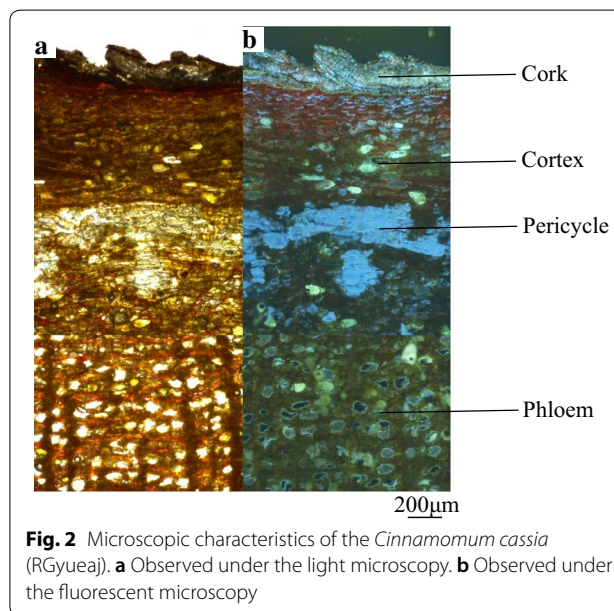 a
b
Cork
Cortex
Pericycle
Phloem
200μm
Fig. 2 Microscopic characteristics of the Cinnamomum cassia
(RGyueaj). a Observed under the light microscopy. b Observed under
the fluorescent microscopy